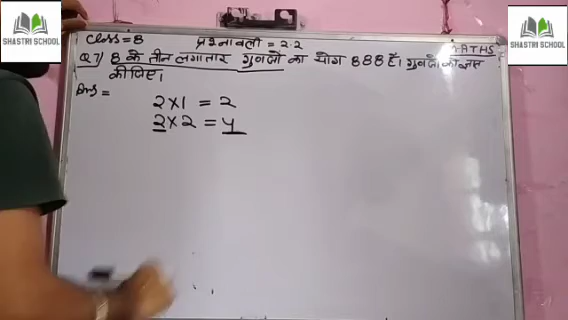 SHASTRI SCHOOL
SHASTRI SCHOOL
Class = 8 प्रश्नावली = 2.2 MATHS
Q7/ 8 के तीन लगातार गुणजों का योग 888 है। गुणजों को ज्ञात
कीजिए।
Ans =
2×1 = 2
2×2 = 4